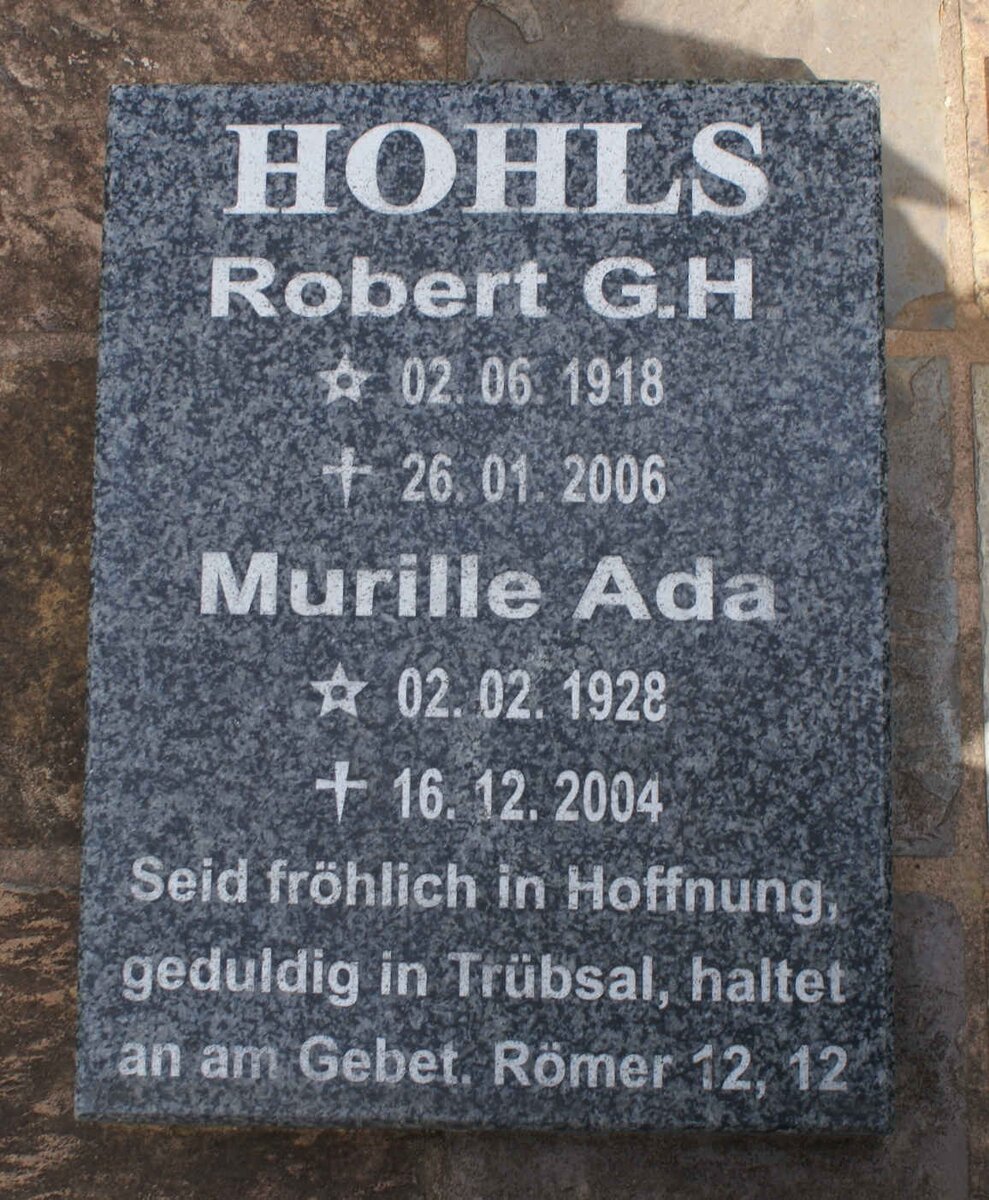 HOHLS
Robert G.H
02. 06. 1918
26. 01. 2006
Murille Ada
02. 02. 1928
16. 12. 2004
Seid fröhlich in Hoffnung,
geduldig in Trübsal, haltet
an am Gebet. Römer 12, 12